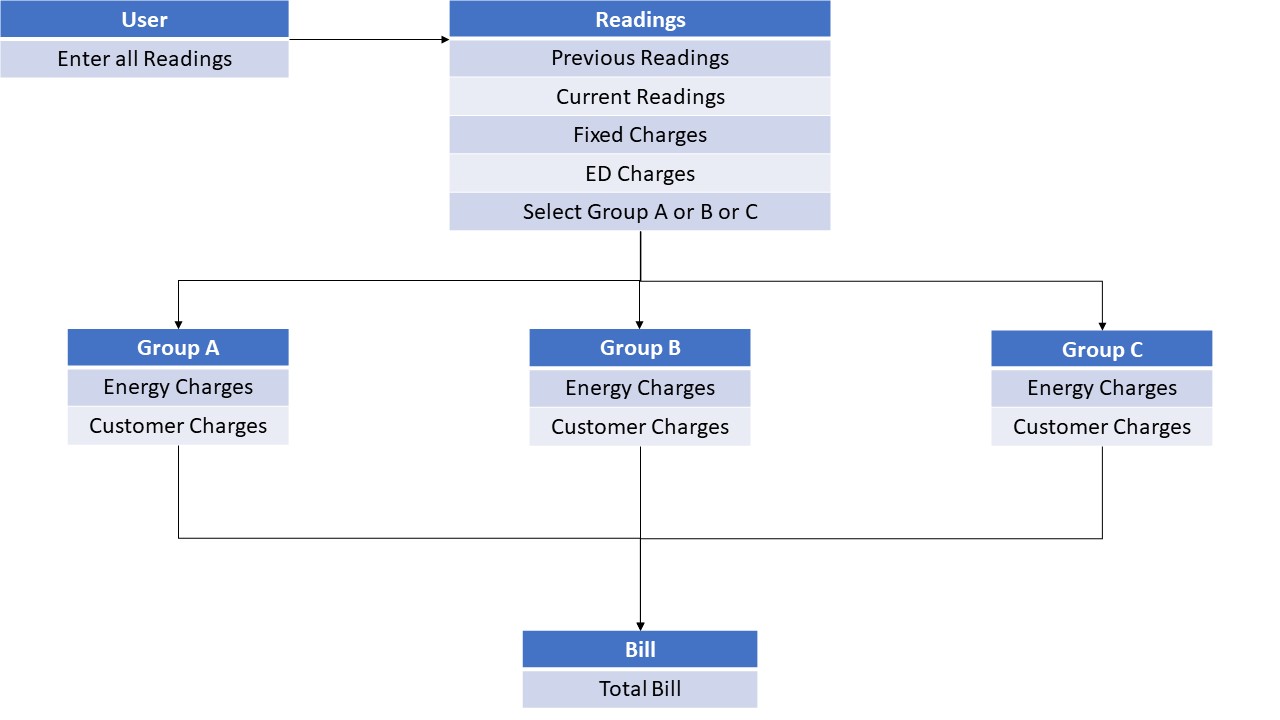 User
Enter all Readings
Readings
Previous Readings
Current Readings
Fixed Charges
ED Charges
Select Group A or B or C
Group A
Energy Charges
Customer Charges
Group B
Energy Charges
Customer Charges
Group C
Energy Charges
Customer Charges
Bill
Total Bill